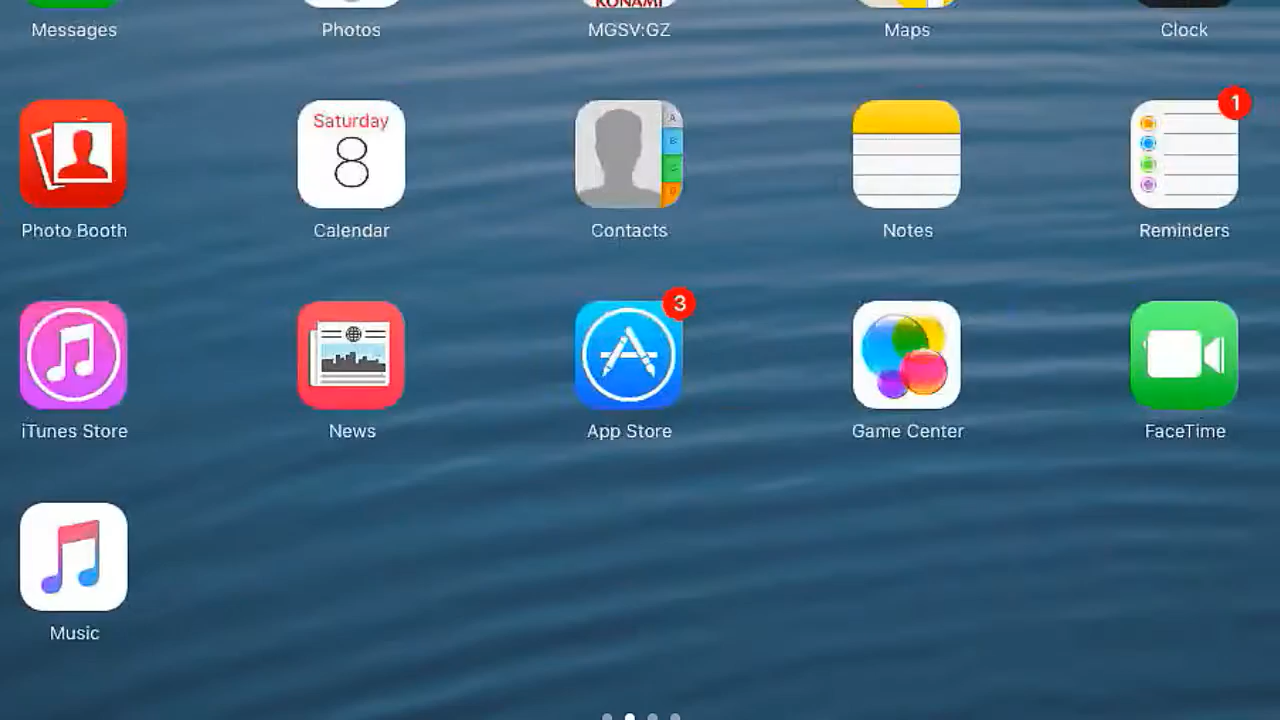 KONAMI
Messages
Photos
MGSV:GZ
Maps
Clock
Saturday
8
A
B
C
D
1
Photo Booth
Calendar
Contacts
Notes
Reminders
3
iTunes Store
News
App Store
Game Center
FaceTime
Music